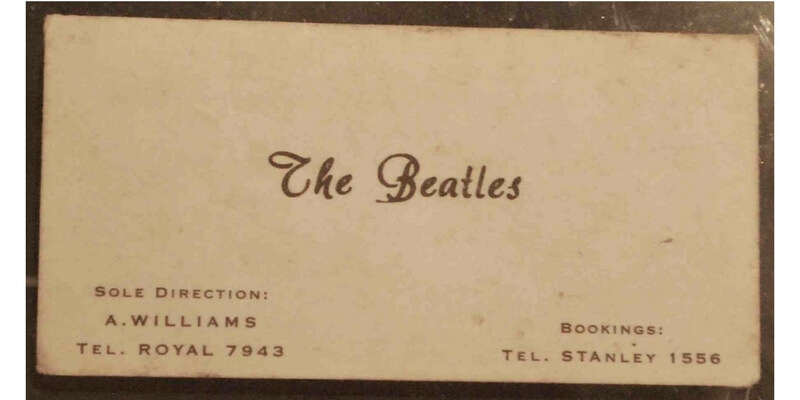 The Beatles
SOLE DIRECTION:
A.WILLIAMS
TEL. ROYAL 7943
BOOKINGS:
TEL. STANLEY 1556